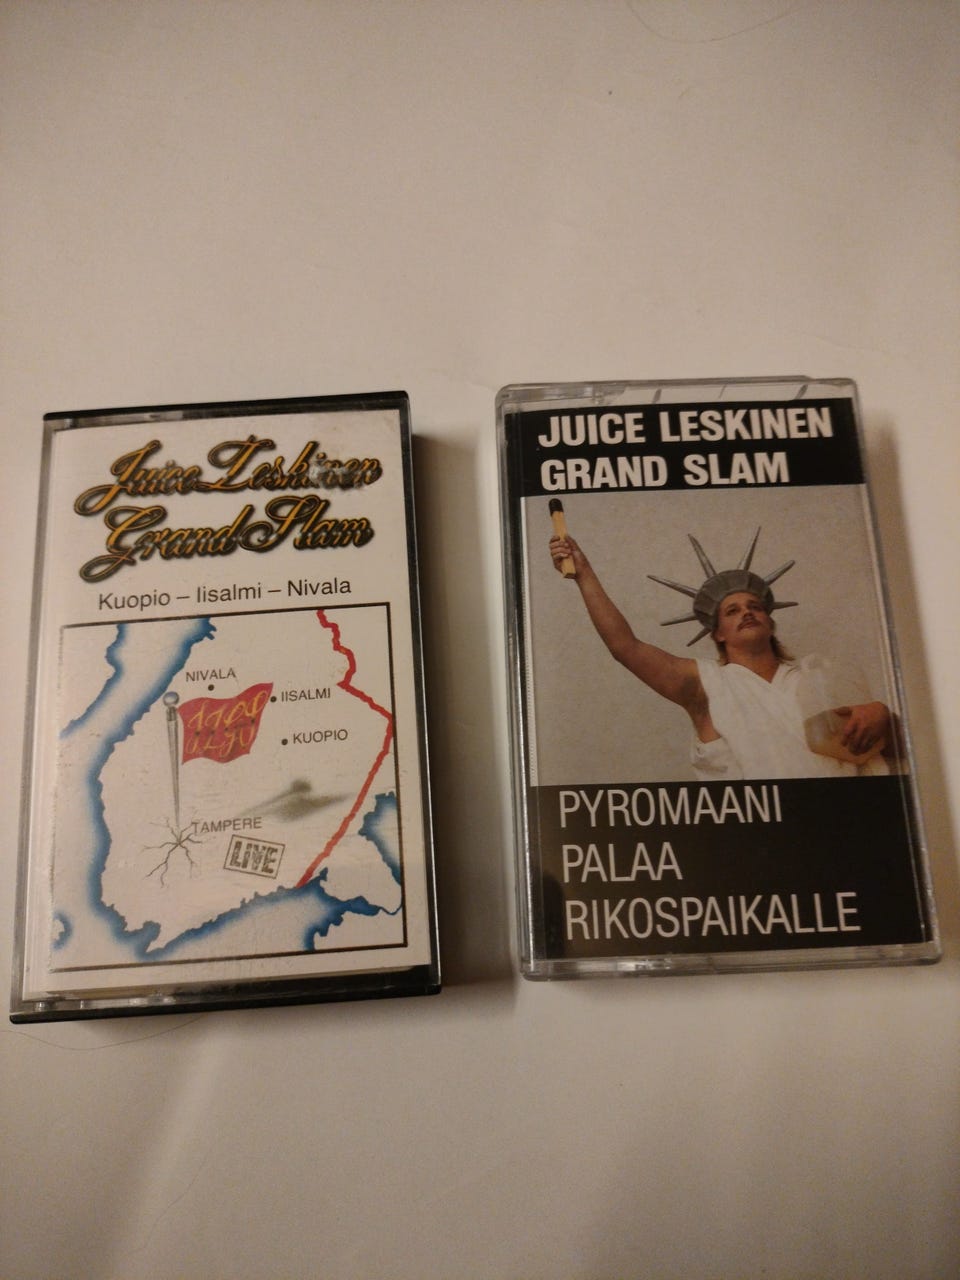 Juice Leskinen
Grand Slam
Kuopio – Iisalmi – Nivala
NIVALA
IISALMI
KUOPIO
TAMPERE
LIVE
JUICE LESKINEN
GRAND SLAM
PYROMAANI
PALAA
RIKOSPAIKALLE